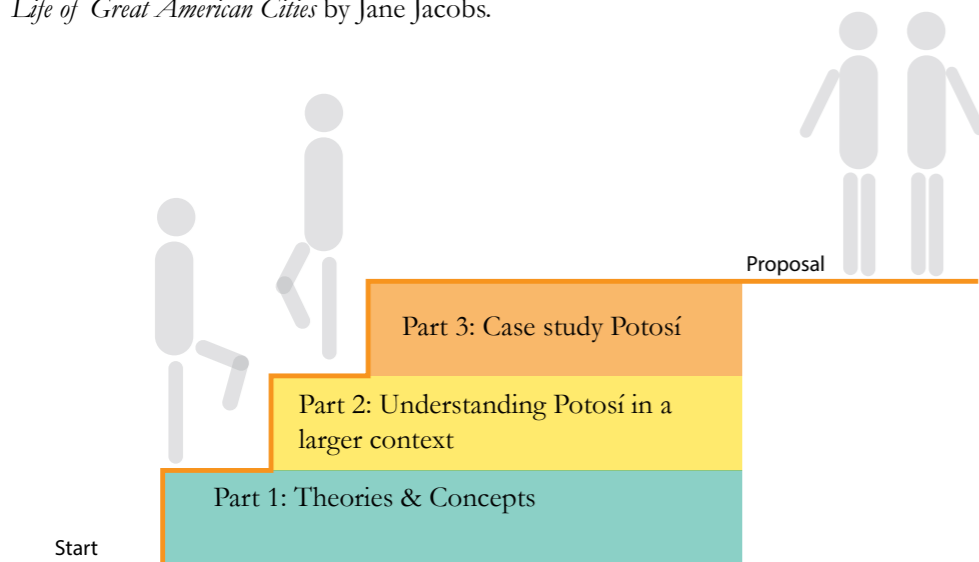 Life of Great American Cities by Jane Jacobs.
Proposal
Part 3: Case study Potosí
Part 2: Understanding Potosí in a
larger context
Part 1: Theories & Concepts
Start